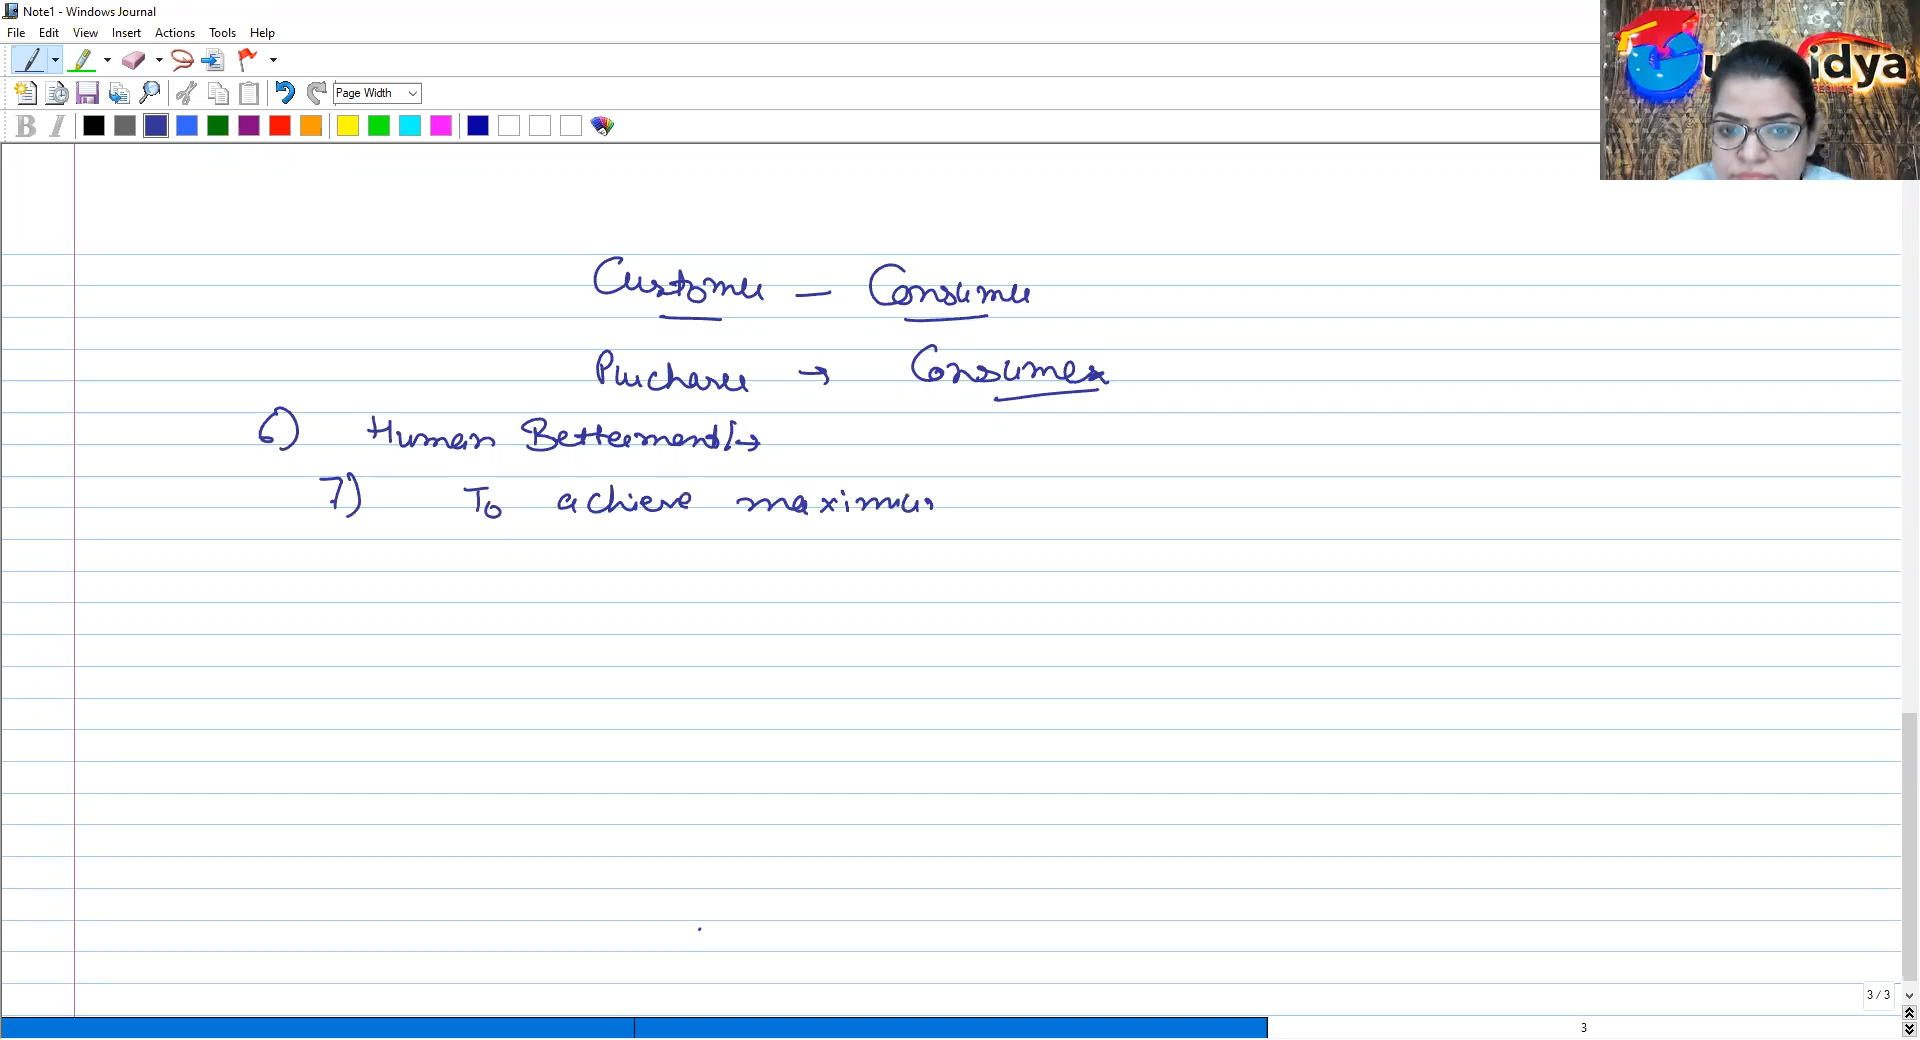 Note1 - Windows Journal
File Edit View Insert Actions Tools Help
Page Width
B I
idya
Customer – Consumer
Purchaser → Consumer
6) Human Betterment →
7) To achieve maximum
3 / 3
3